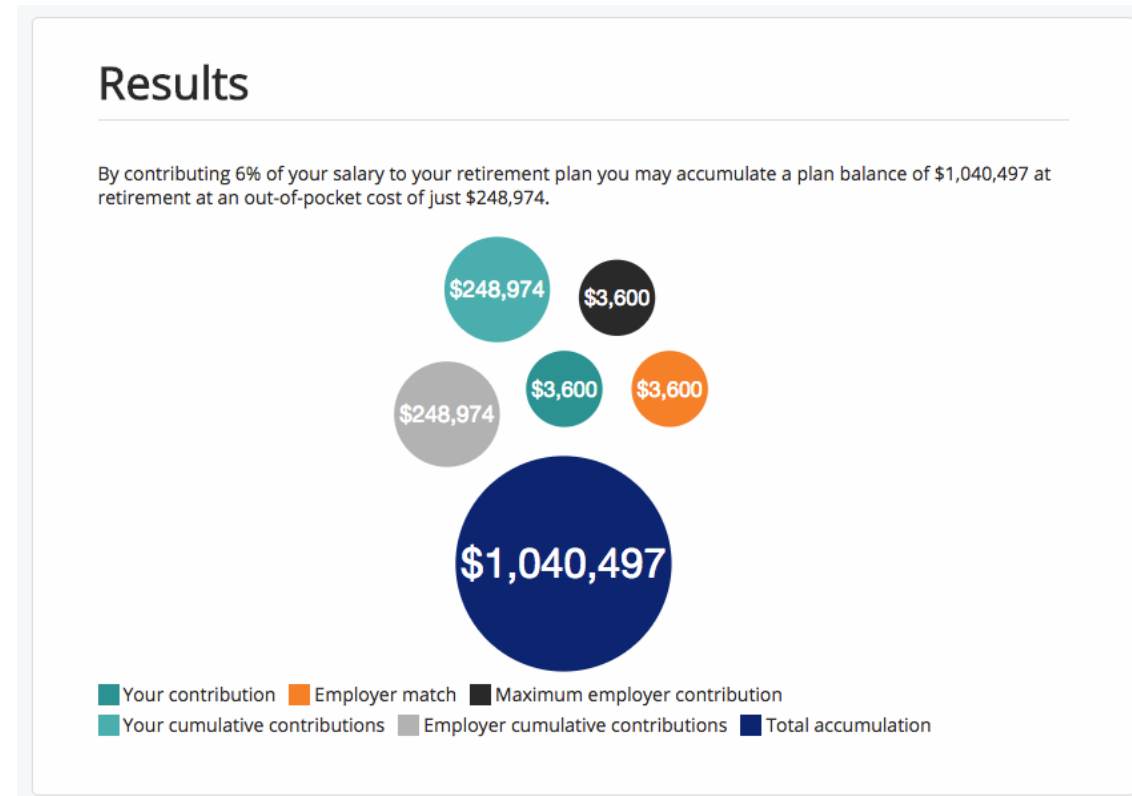 Results
By contributing 6% of your salary to your retirement plan you may accumulate a plan balance of $1,040,497 at
retirement at an out-of-pocket cost of just $248,974.
$248,974
$3,600
$3,600
$3,600
$248,974
$1,040,497
Your contribution Employer match Maximum employer contribution
Your cumulative contributions Employer cumulative contributions Total accumulation